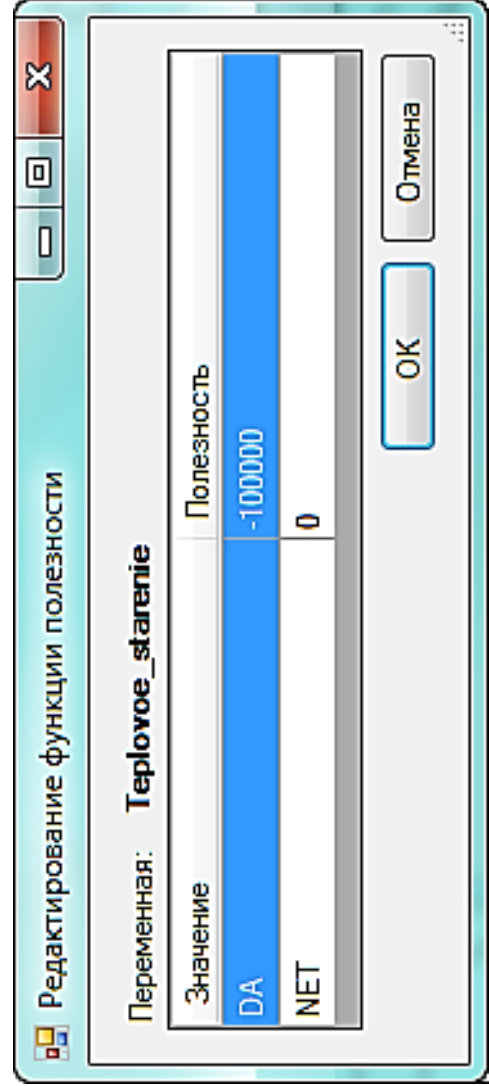 Редактирование функции полезности
Переменная: Teplovoe_starenie
Значение Полезность
DA -100000
NET 0
OK Отмена